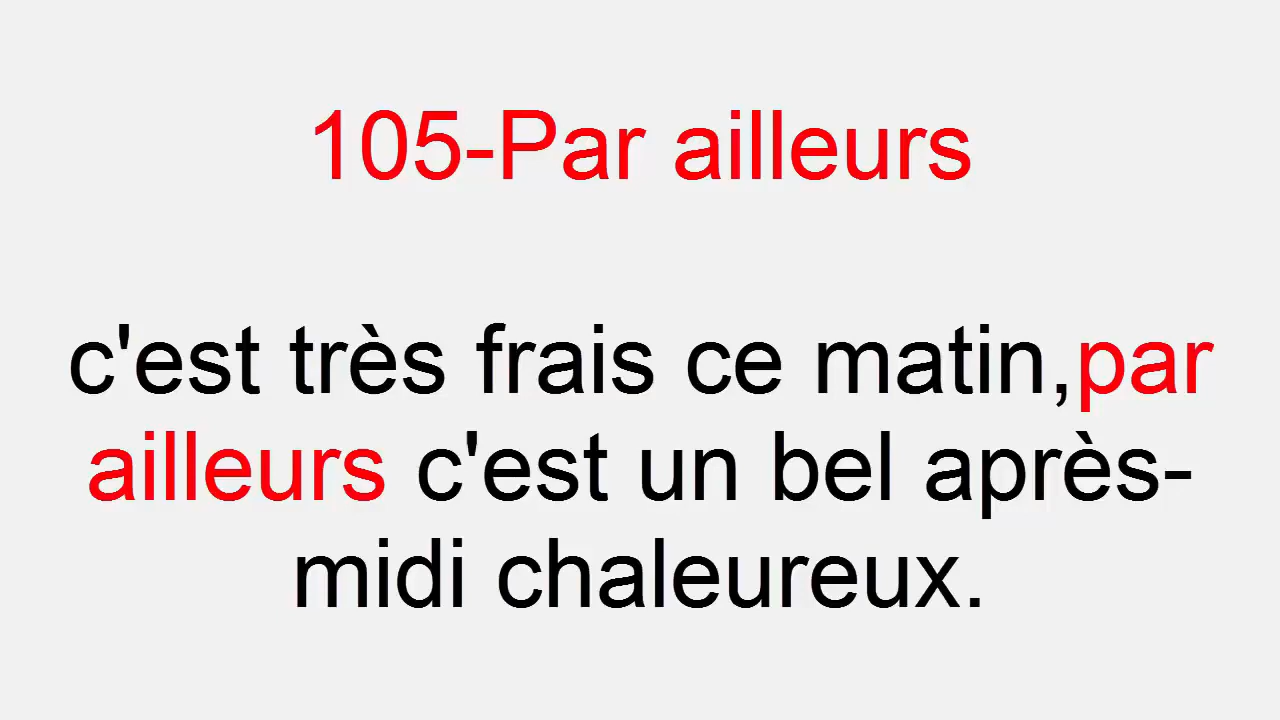 105-Par ailleurs
c'est très frais ce matin,par
ailleurs c'est un bel après-
midi chaleureux.